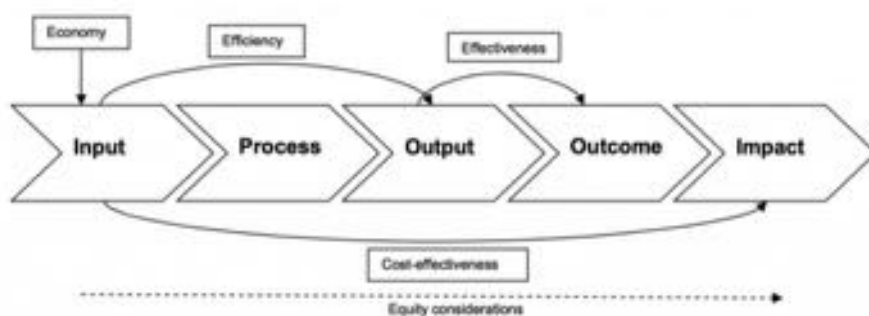 Economy
Efficiency
Effectiveness
Input
Process
Output
Outcome
Impact
Cost-effectiveness
Equity considerations